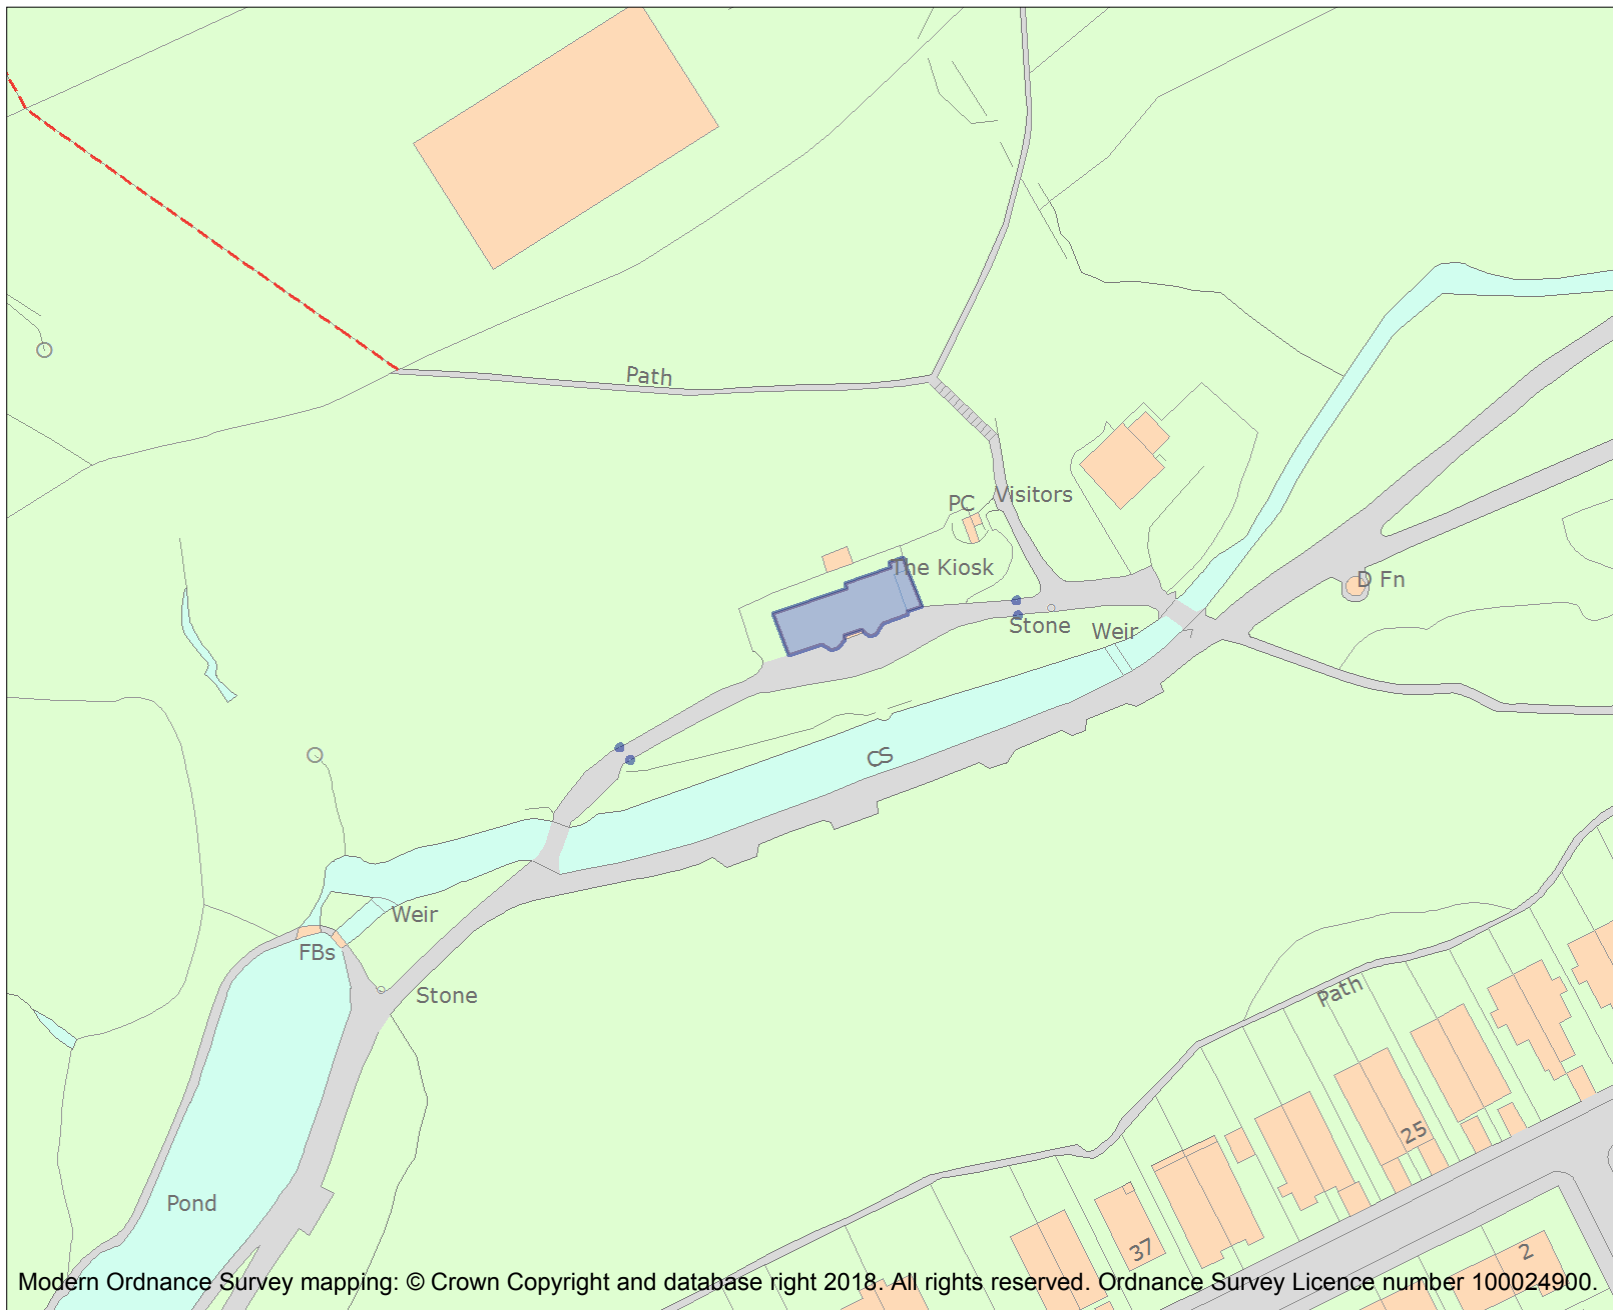 Path
PC
Visitors
The Kiosk
D Fn
Stone
Weir
CS
Weir
FBs
Stone
Path
25
Pond
37
2
Modern Ordnance Survey mapping: © Crown Copyright and database right 2018. All rights reserved. Ordnance Survey Licence number 100024900.